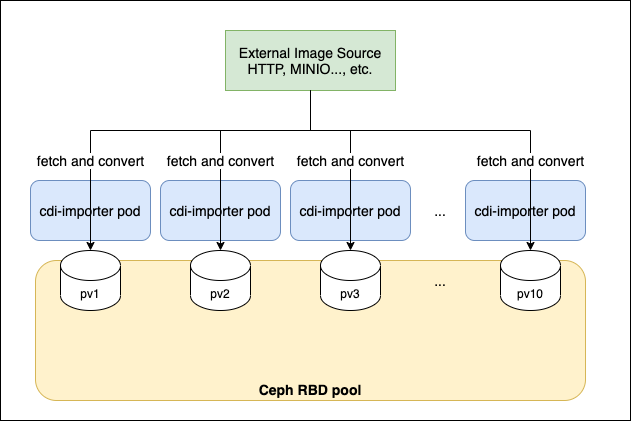 External Image Source
HTTP, MINIO..., etc.
fetch and convert
fetch and convert
fetch and convert
fetch and convert
cdi-importer pod
cdi-importer pod
cdi-importer pod
...
cdi-importer pod
pv1
pv2
pv3
...
pv10
Ceph RBD pool